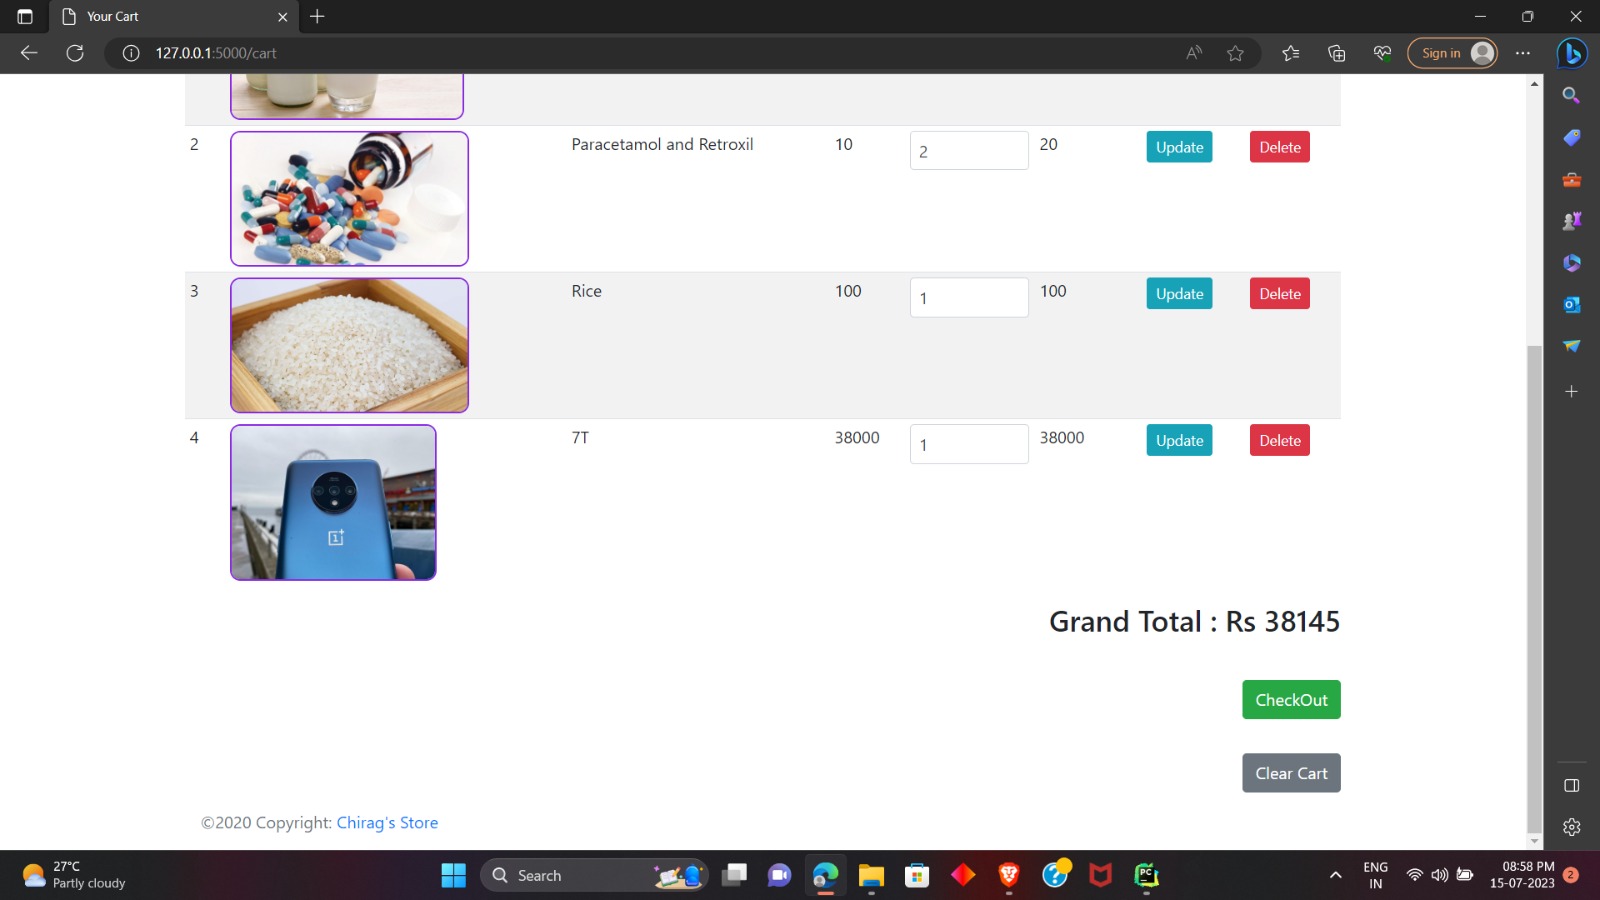 Your Cart
127.0.0.1:5000/cart
Sign in
2 Paracetamol and Retroxil 10 2 20 Update Delete
3 Rice 100 1 100 Update Delete
4 7T 38000 1 38000 Update Delete
Grand Total : Rs 38145
CheckOut
Clear Cart
©2020 Copyright: Chirag's Store
27°C
Partly cloudy
Search
ENG
IN
08:58 PM
15-07-2023
2